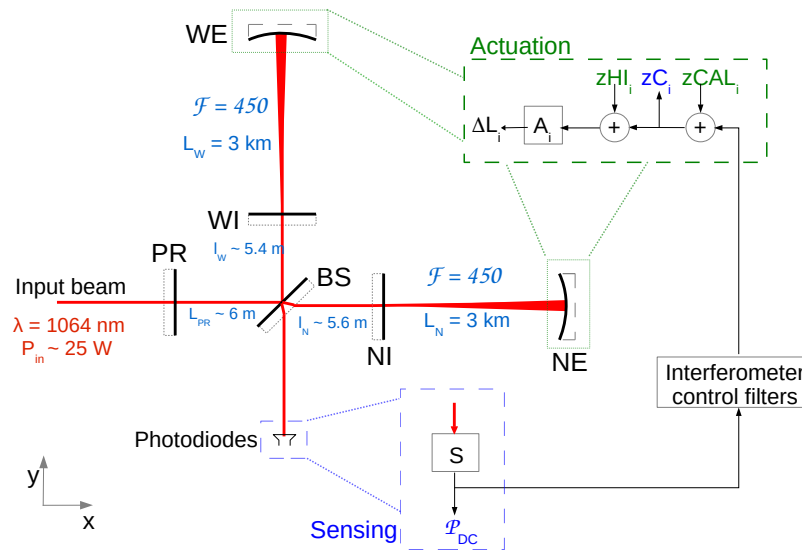 WE
Actuation
zHI_i
zC_i
zCAL_i
ℱ = 450
L_W = 3 km
ΔL_i
A_i
+
+
WI
l_W ~ 5.4 m
PR
BS
ℱ = 450
Input beam
L_PR ~ 6 m
l_N ~ 5.6 m
L_N = 3 km
λ = 1064 nm
P_in ~ 25 W
NI
NE
Interferometer
control filters
Photodiodes
S
y
x
Sensing
𝒫_DC